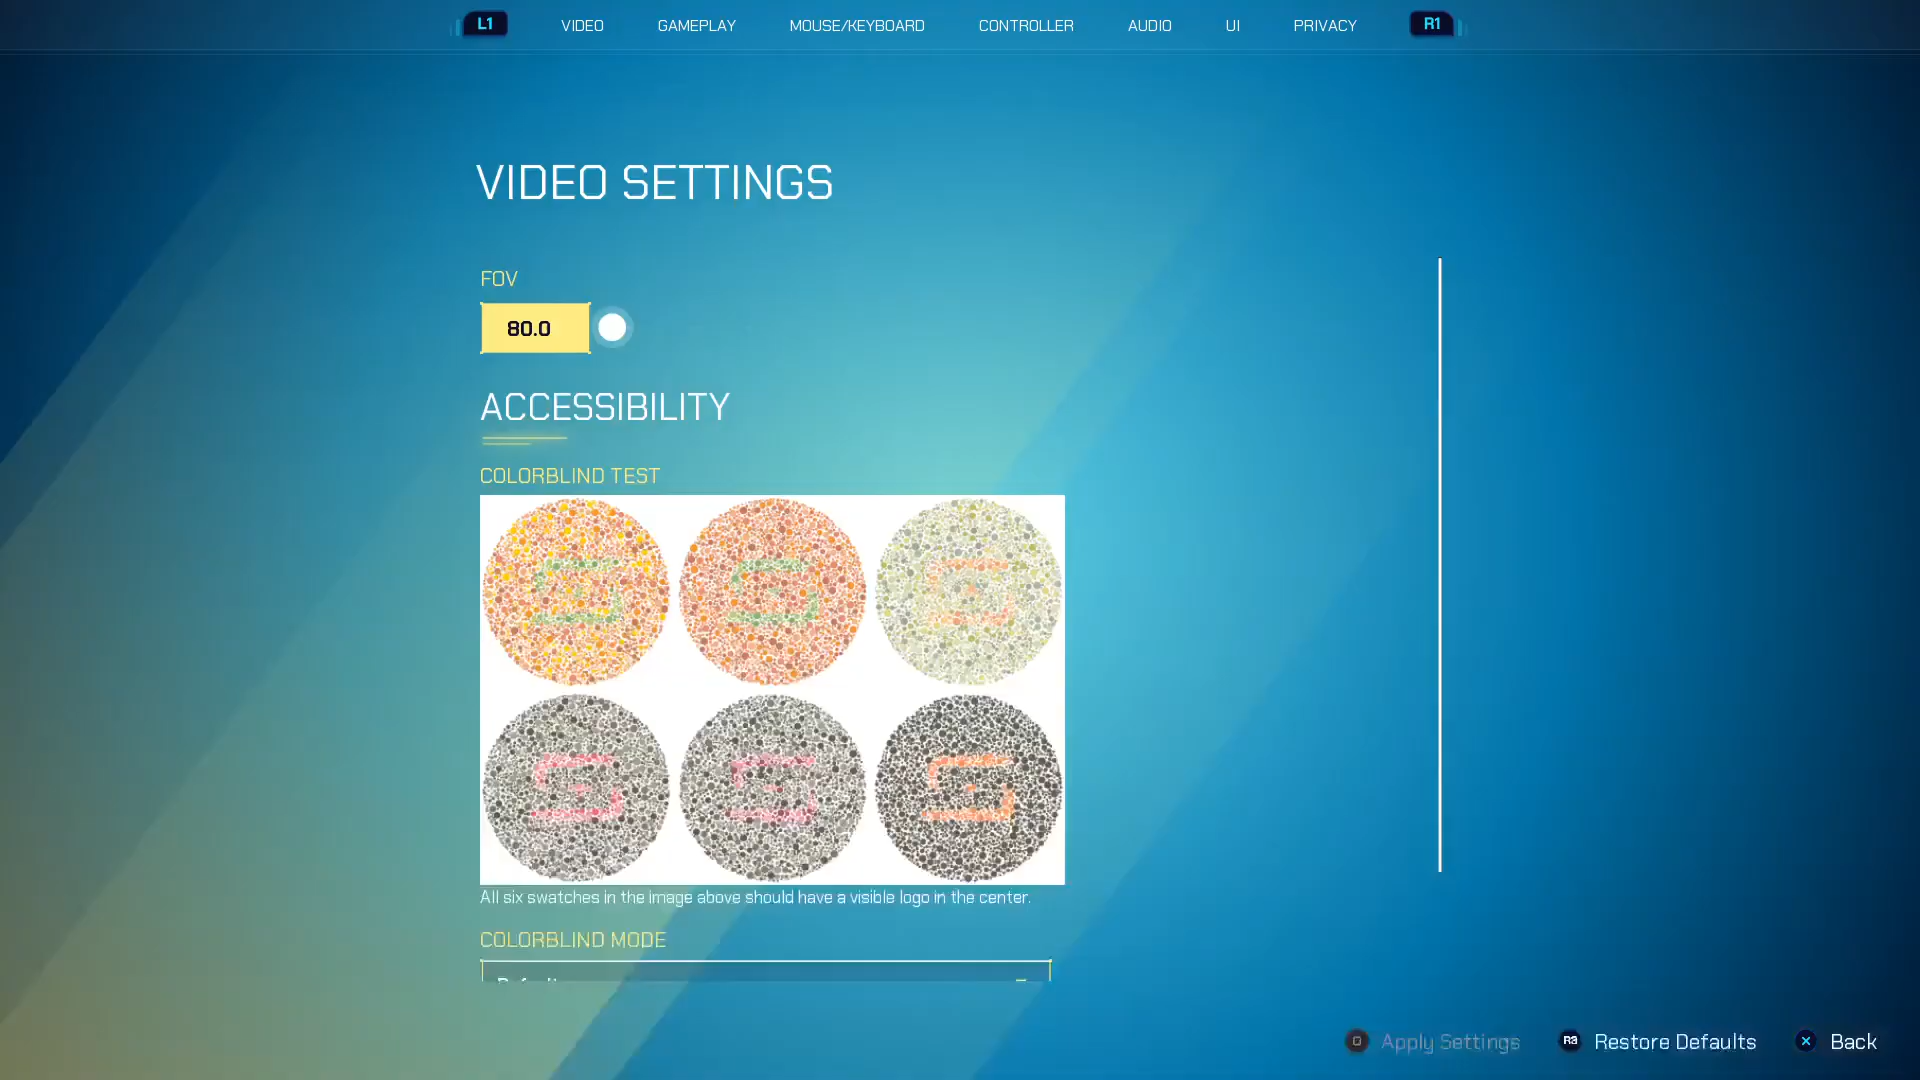 L1 VIDEO GAMEPLAY MOUSE/KEYBOARD CONTROLLER AUDIO UI PRIVACY R1
VIDEO SETTINGS
FOV
80.0
ACCESSIBILITY
COLORBLIND TEST
All six swatches in the image above should have a visible logo in the center.
COLORBLIND MODE
Default
Apply Settings R3 Restore Defaults Back